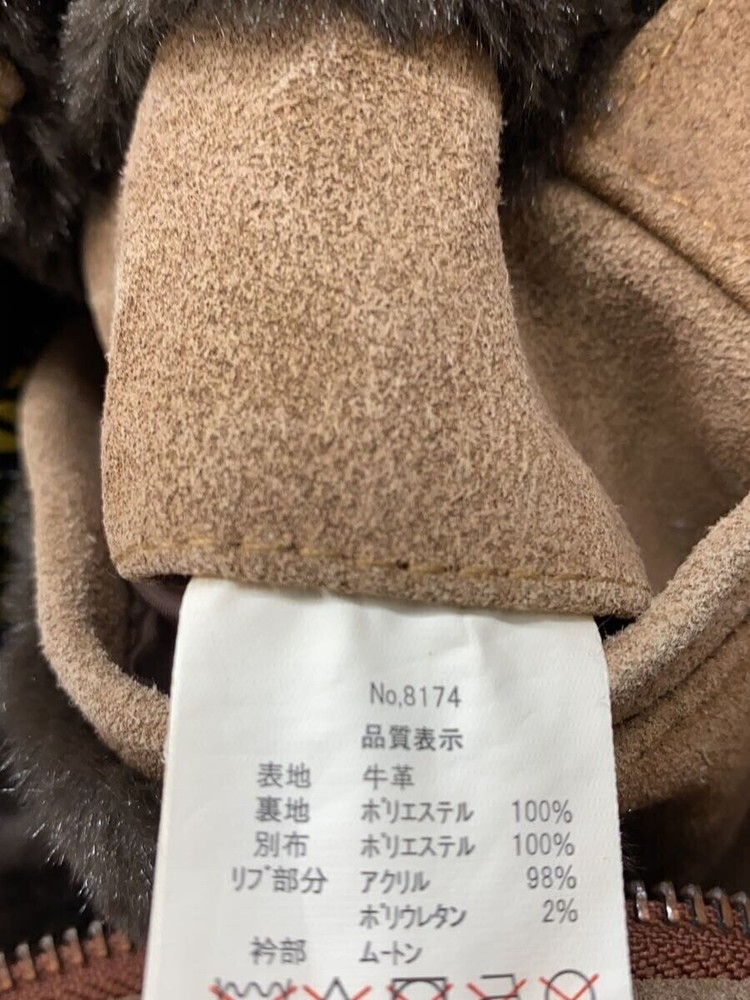 No,8174
品質表示
表地 牛革
裏地 ポリエステル 100%
別布 ポリエステル 100%
リブ部分 アクリル 98%
ポリウレタン 2%
衿部 ムートン